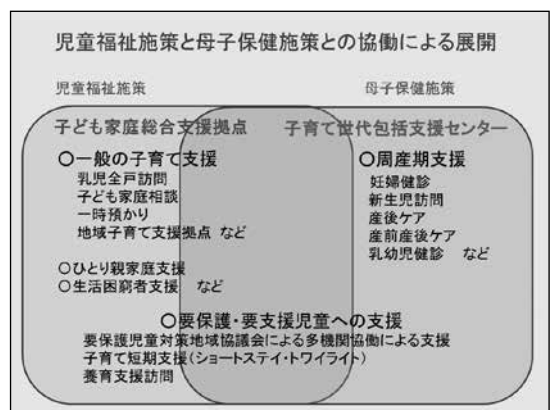 児童福祉施策と母子保健施策との協働による展開
児童福祉施策
母子保健施策
子ども家庭総合支援拠点
子育て世代包括支援センター
〇一般の子育て支援
乳児全戸訪問
子ども家庭相談
一時預かり
地域子育て支援拠点 など
〇ひとり親家庭支援
〇生活困窮者支援 など
〇周産期支援
妊婦健診
新生児訪問
産後ケア
産前産後ケア
乳幼児健診 など
〇要保護・要支援児童への支援
要保護児童対策地域協議会による多機関協働による支援
子育て短期支援(ショートステイ・トワイライト)
養育支援訪問